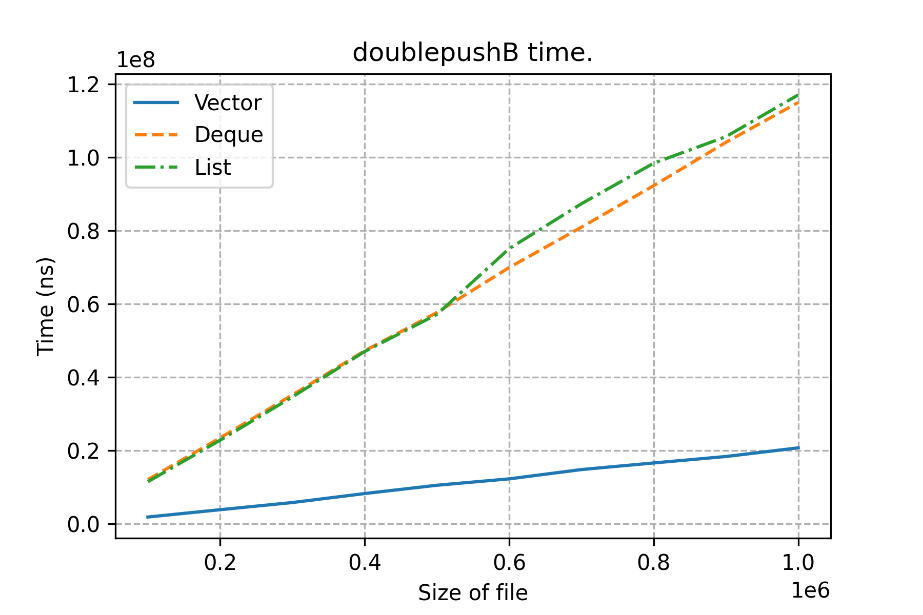 doublepushB time.
1e8
1.2
1.0
0.8
0.6
0.4
0.2
0.0
Time (ns)
Vector
Deque
List
0.2 0.4 0.6 0.8 1.0
1e6
Size of file